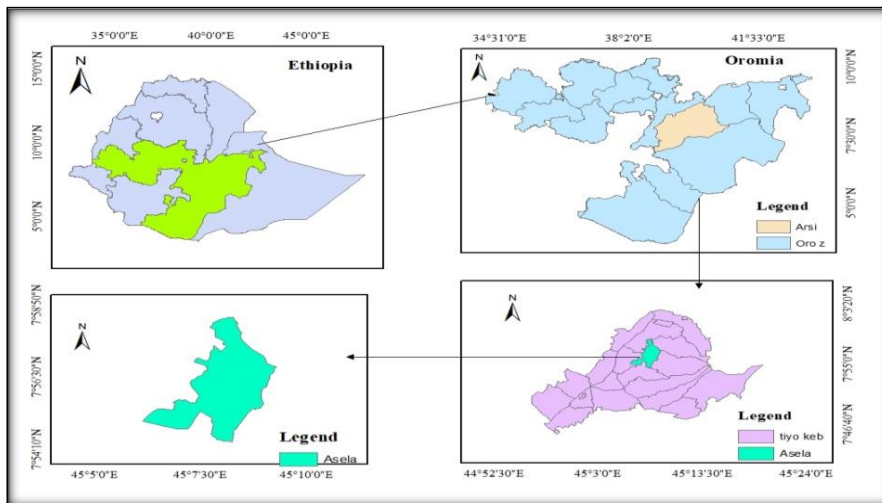 35°0'0"E 40°0'0"E 45°0'0"E
34°31'0"E 38°2'0"E 41°33'0"E
15°0'0"N
10°0'0"N
5°0'0"N
N
Ethiopia
N
Oromia
10°0'0"N
7°30'0"N
5°0'0"N
Legend
Arsi
Oro z
7°58'50"N
7°56'30"N
7°54'10"N
N
Legend
Asela
N
8°3'20"N
7°55'0"N
7°46'40"N
Legend
tiyo keb
Asela
45°5'0"E 45°7'30"E 45°10'0"E
44°52'30"E 45°3'0"E 45°13'30"E 45°24'0"E